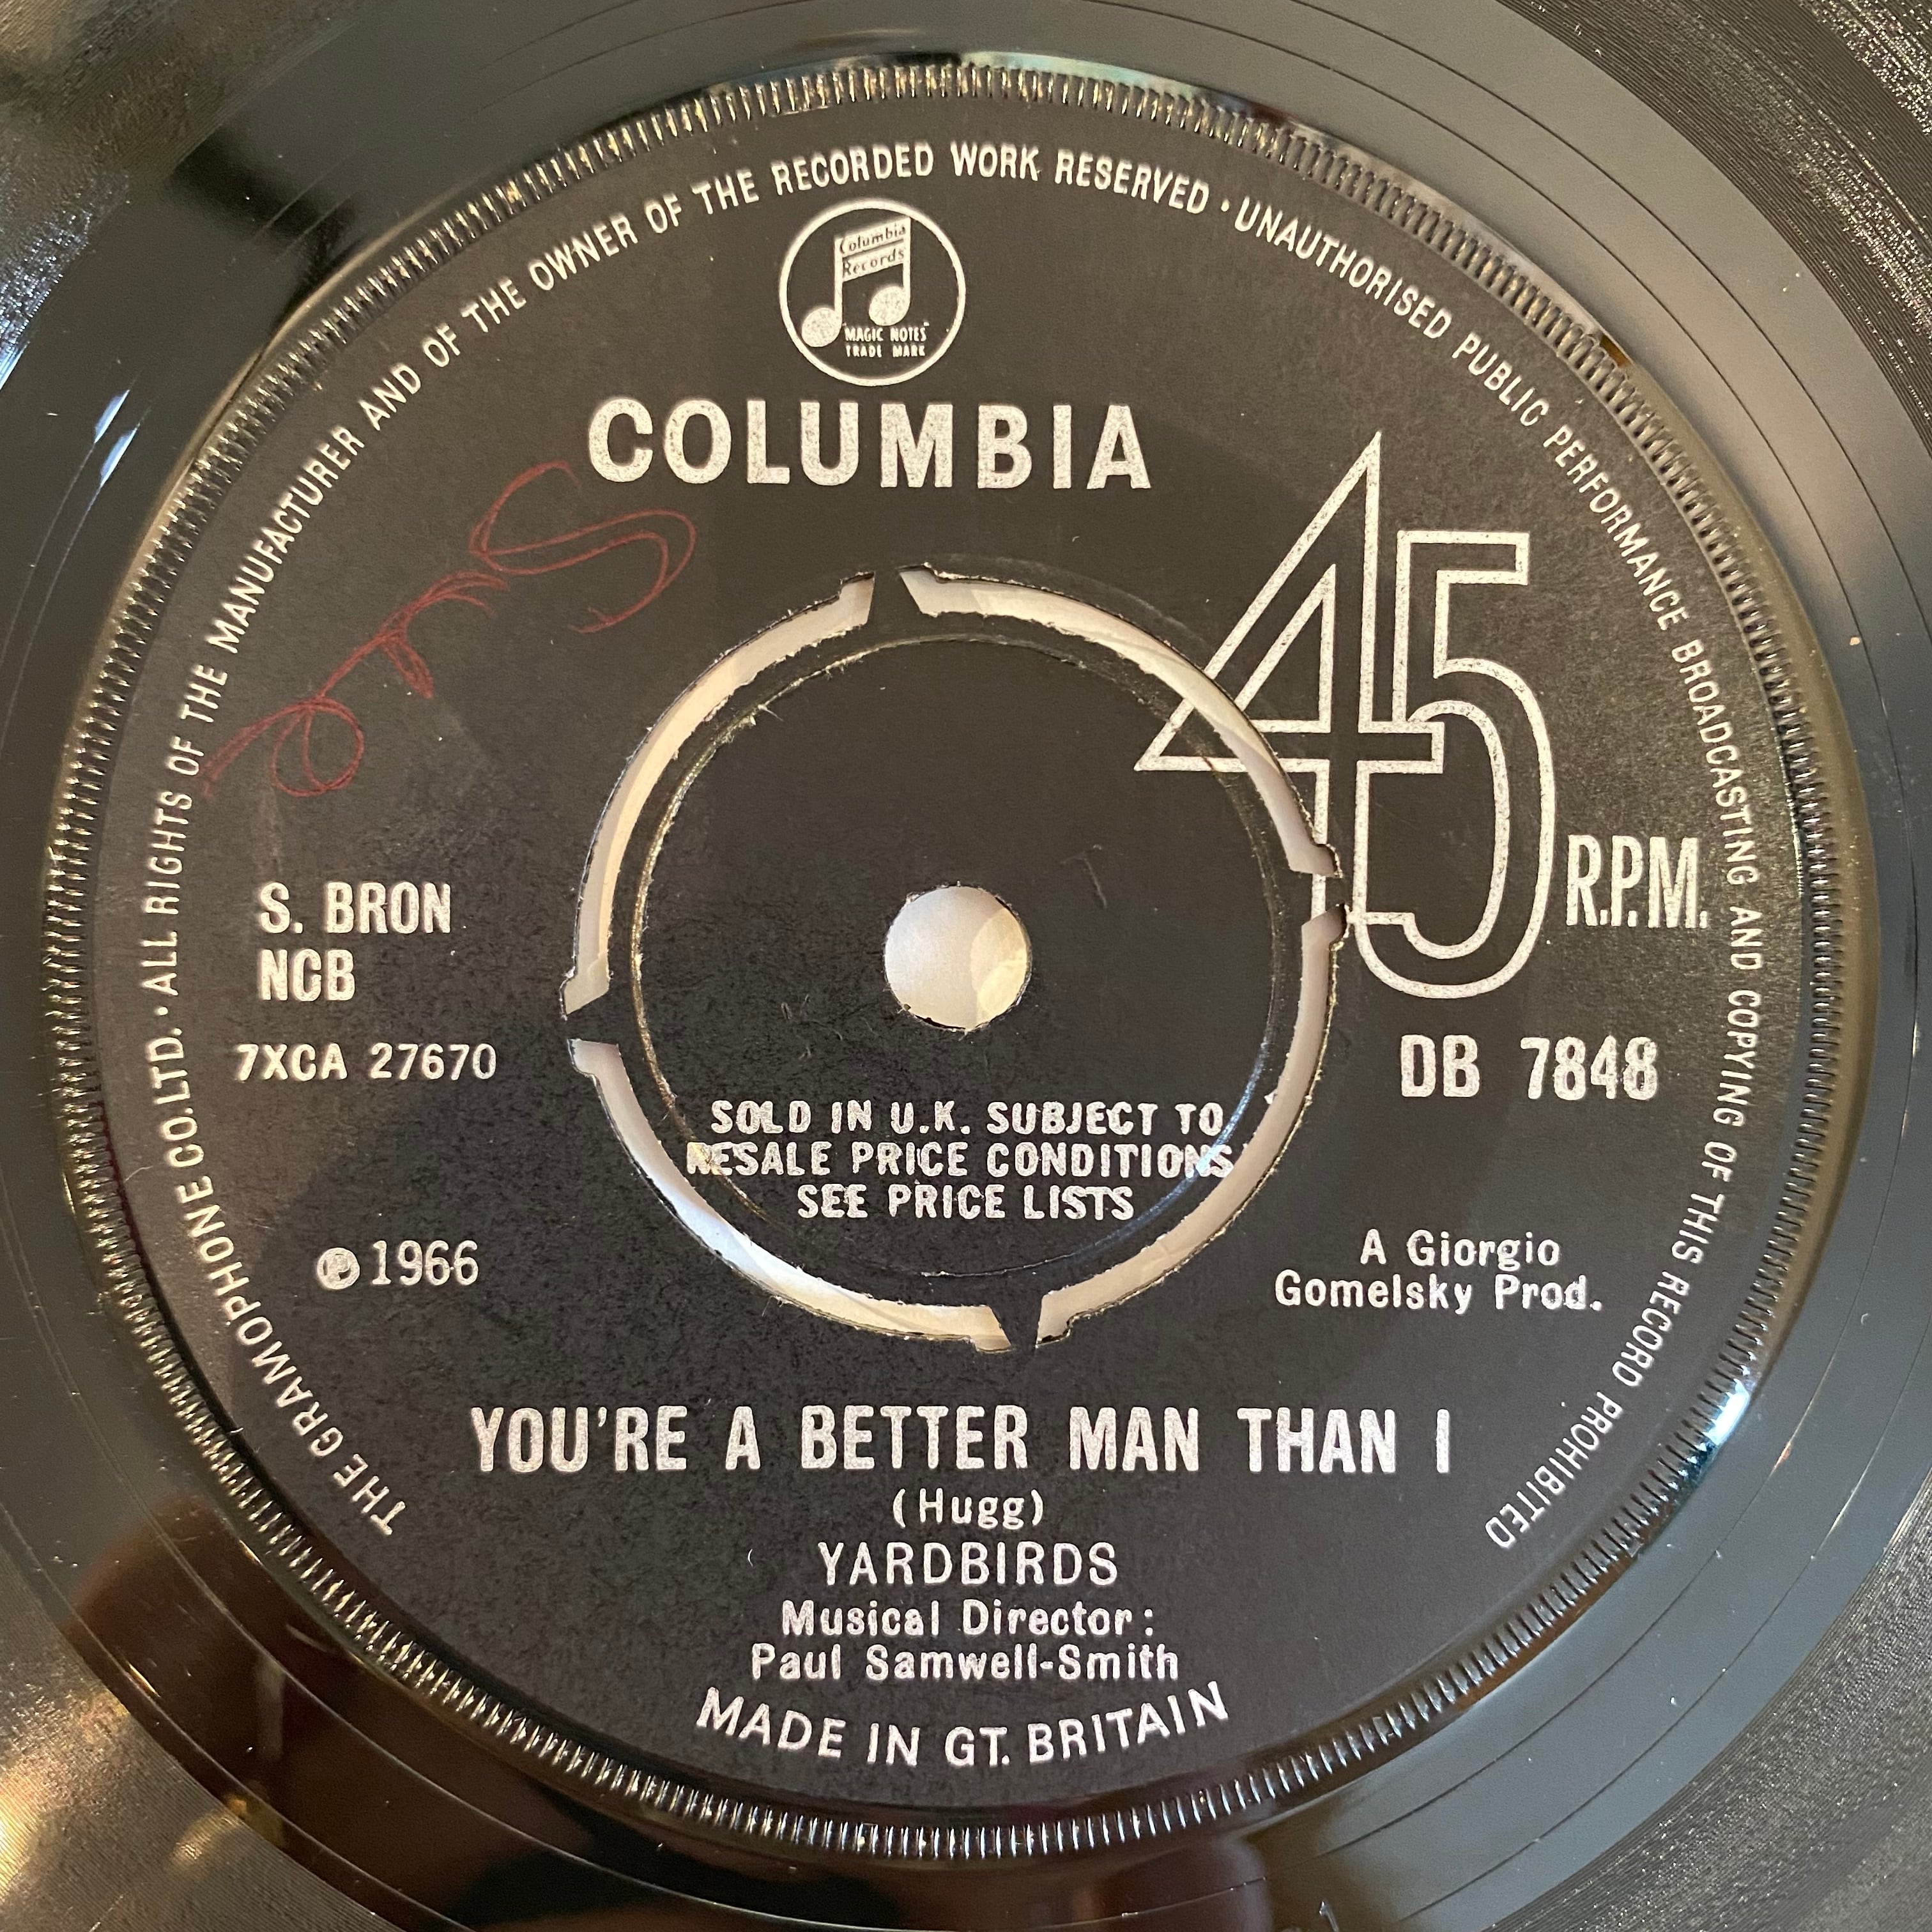 THE GRAMOPHONE CO. LTD. • ALL RIGHTS OF THE MANUFACTURER AND OF THE OWNER OF THE RECORDED WORK RESERVED • UNAUTHORISED PUBLIC PERFORMANCE BROADCASTING AND COPYING OF THIS RECORD PROHIBITED
Columbia
Records
"MAGIC NOTES"
TRADE MARK
COLUMBIA
Sue
45 R.P.M.
S. BRON
NCB
7XCA 27670
DB 7848
SOLD IN U.K. SUBJECT TO
RESALE PRICE CONDITIONS
SEE PRICE LISTS
Ⓟ 1966
A Giorgio
Gomelsky Prod.
YOU'RE A BETTER MAN THAN I
(Hugg)
YARDBIRDS
Musical Director:
Paul Samwell-Smith
MADE IN GT. BRITAIN